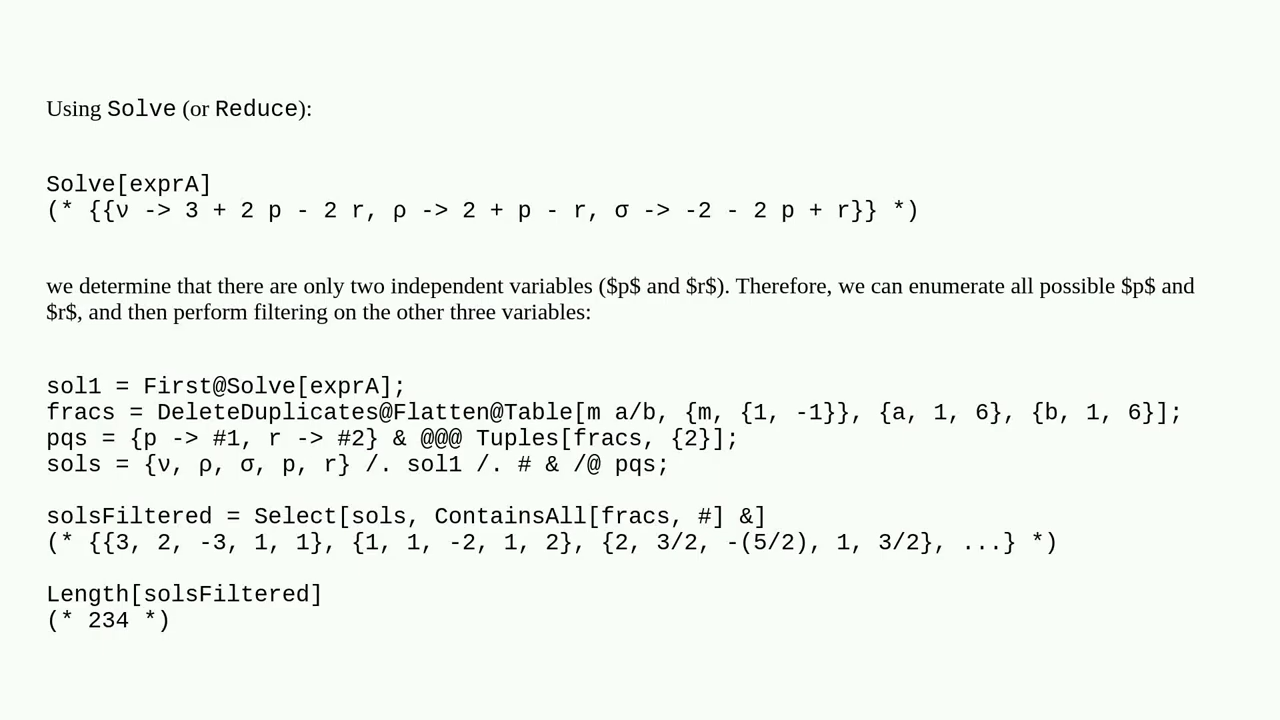 Using Solve (or Reduce):
Solve[exprA]
(* {{ν -> 3 + 2 p - 2 r, ρ -> 2 + p - r, σ -> -2 - 2 p + r}} *)
we determine that there are only two independent variables ($p$ and $r$). Therefore, we can enumerate all possible $p$ and
$r$, and then perform filtering on the other three variables:
sol1 = First@Solve[exprA];
fracs = DeleteDuplicates@Flatten@Table[m a/b, {m, {1, -1}}, {a, 1, 6}, {b, 1, 6}];
pqs = {p -> #1, r -> #2} & @@@ Tuples[fracs, {2}];
sols = {ν, ρ, σ, p, r} /. sol1 /. # & /@ pqs;
solsFiltered = Select[sols, ContainsAll[fracs, #] &]
(* {{3, 2, -3, 1, 1}, {1, 1, -2, 1, 2}, {2, 3/2, -(5/2), 1, 3/2}, ...} *)
Length[solsFiltered]
(* 234 *)